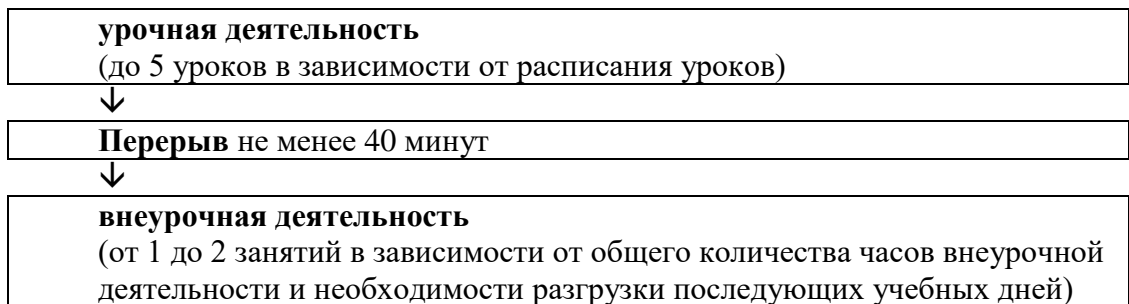 урочная деятельность
(до 5 уроков в зависимости от расписания уроков)
↓
Перерыв не менее 40 минут
↓
внеурочная деятельность
(от 1 до 2 занятий в зависимости от общего количества часов внеурочной
деятельности и необходимости разгрузки последующих учебных дней)